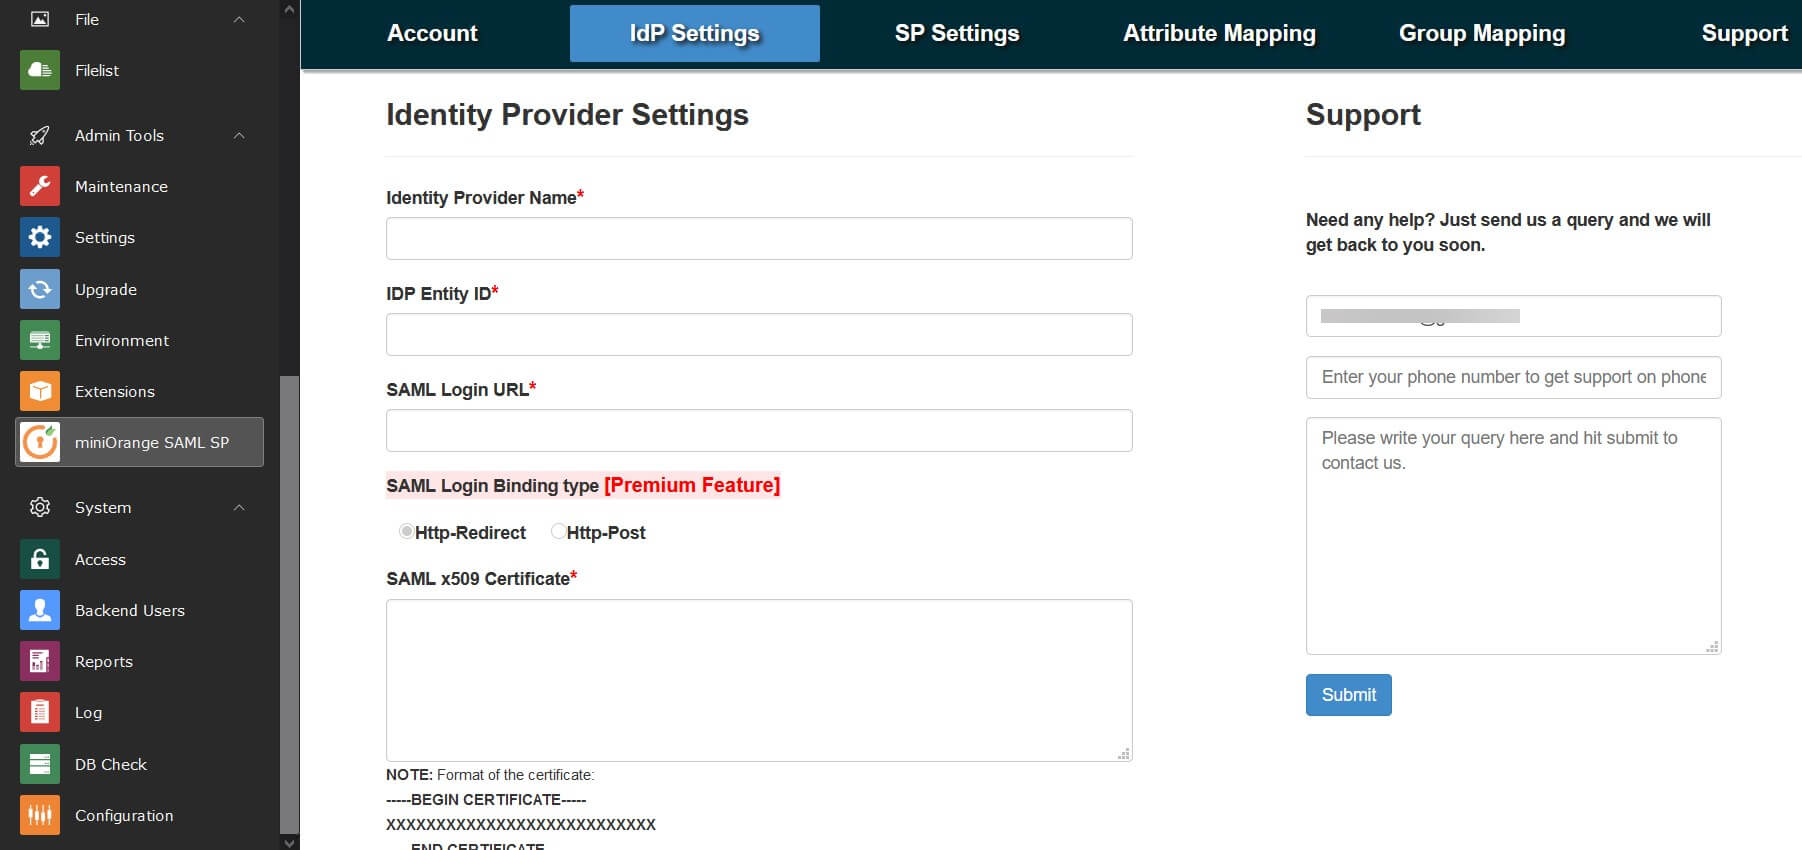 File
Filelist
Admin Tools
Maintenance
Settings
Upgrade
Environment
Extensions
miniOrange SAML SP
System
Access
Backend Users
Reports
Log
DB Check
Configuration
Account
IdP Settings
SP Settings
Attribute Mapping
Group Mapping
Support
Identity Provider Settings
Identity Provider Name*
IDP Entity ID*
SAML Login URL*
SAML Login Binding type [Premium Feature]
Http-Redirect Http-Post
SAML x509 Certificate*
NOTE: Format of the certificate:
-----BEGIN CERTIFICATE-----
XXXXXXXXXXXXXXXXXXXXXXXXXXX
END CERTIFICATE
Support
Need any help? Just send us a query and we will
get back to you soon.
Enter your phone number to get support on phone
Please write your query here and hit submit to
contact us.
Submit